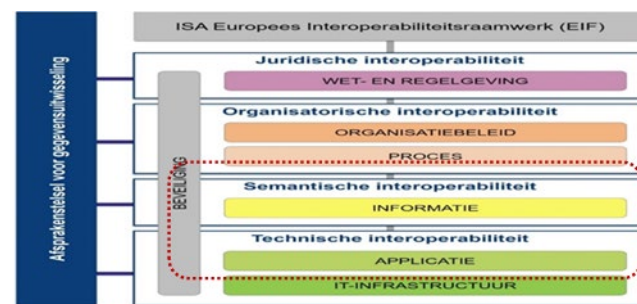 ISA Europees Interoperabiliteitsraamwerk (EIF)
Afsprakenstelsel voor gegevensuitwisseling
BEVEILIGING
Juridische interoperabiliteit
WET- EN REGELGEVING
Organisatorische interoperabiliteit
ORGANISATIEBELEID
PROCES
Semantische interoperabiliteit
INFORMATIE
Technische interoperabiliteit
APPLICATIE
IT-INFRASTRUCTUUR